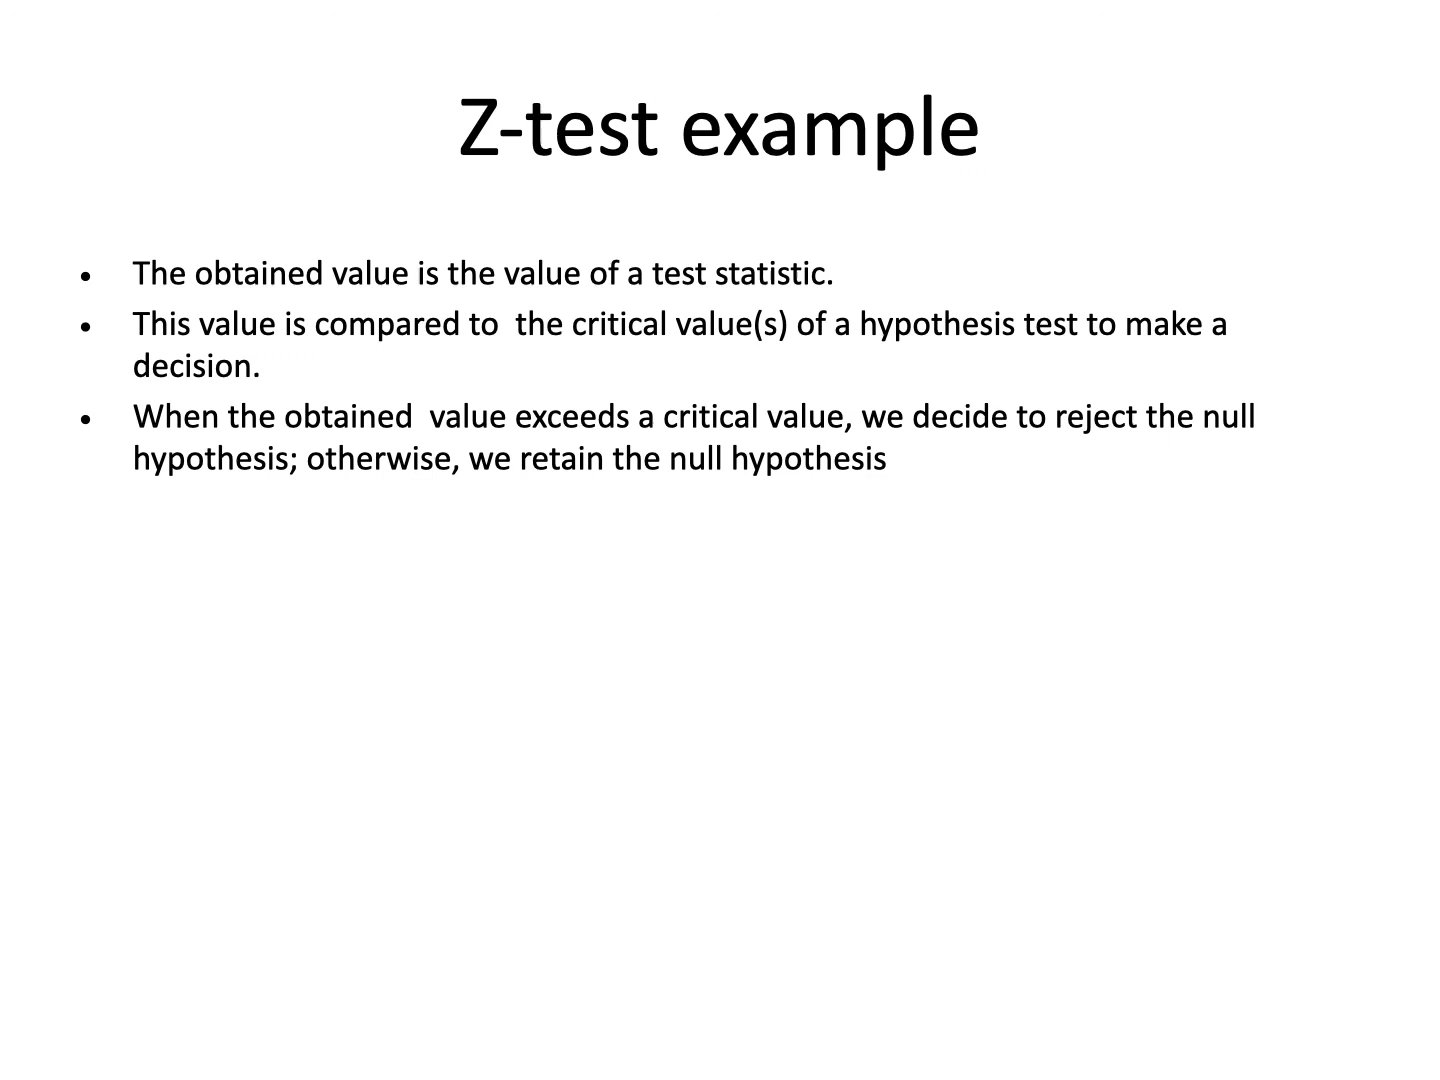 Z-test example
• The obtained value is the value of a test statistic.
• This value is compared to  the critical value(s) of a hypothesis test to make a
decision.
• When the obtained  value exceeds a critical value, we decide to reject the null
hypothesis; otherwise, we retain the null hypothesis